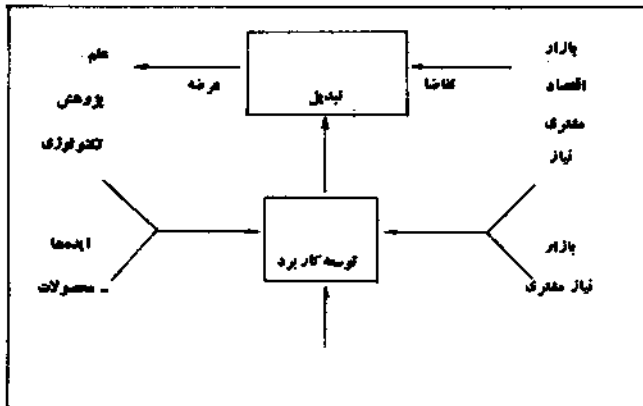 بازار
اقتصاد
مشتری
نیاز
تقاضا
تبدیل
عرضه
علم
پژوهش
تکنولوژی
بازار
نیاز مشتری
توسعه کاربرد
ایده‌ها
ـ محصولات